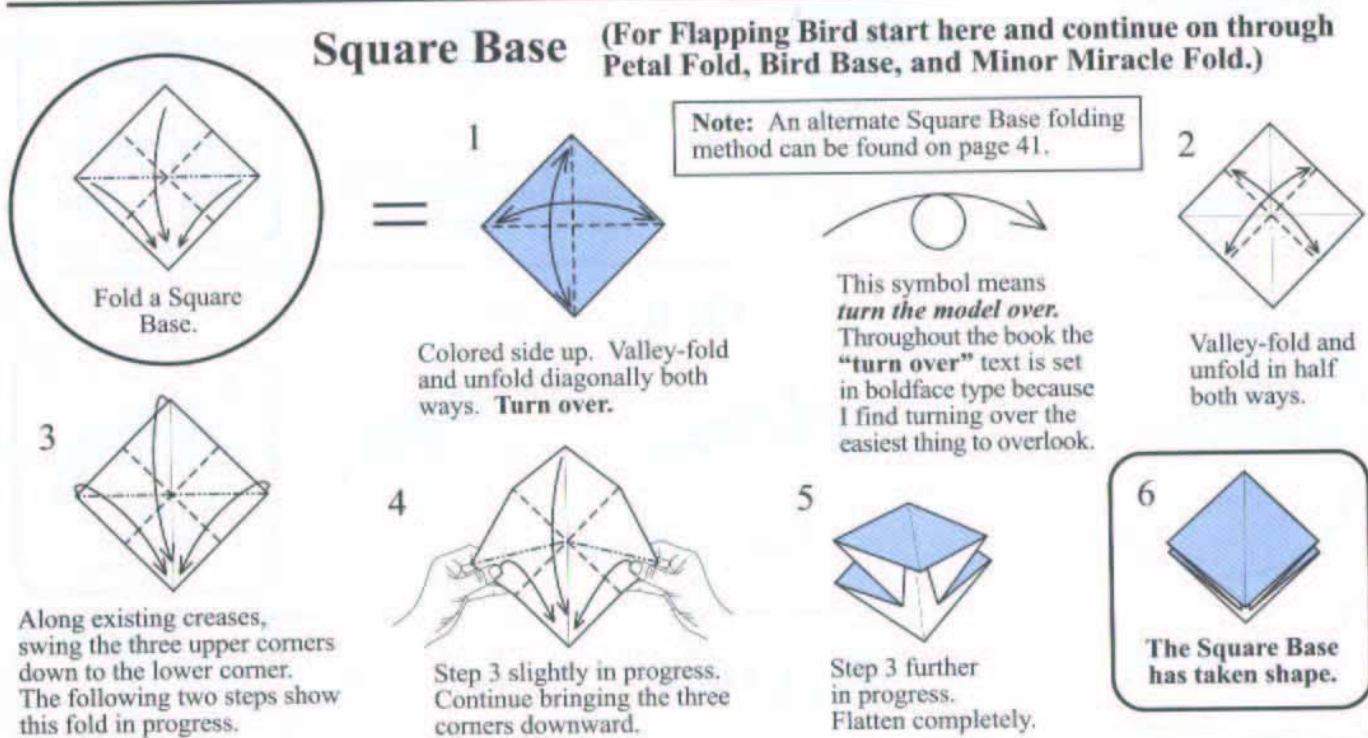 Square Base
(For Flapping Bird start here and continue on through
Petal Fold, Bird Base, and Minor Miracle Fold.)
Fold a Square
Base.
=
1
Colored side up. Valley-fold
and unfold diagonally both
ways. Turn over.
Note: An alternate Square Base folding
method can be found on page 41.
This symbol means
turn the model over.
Throughout the book the
“turn over” text is set
in boldface type because
I find turning over the
easiest thing to overlook.
2
Valley-fold and
unfold in half
both ways.
3
Along existing creases,
swing the three upper corners
down to the lower corner.
The following two steps show
this fold in progress.
4
Step 3 slightly in progress.
Continue bringing the three
corners downward.
5
Step 3 further
in progress.
Flatten completely.
6
The Square Base
has taken shape.